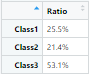 Ratio
Class1 25.5%
Class2 21.4%
Class3 53.1%